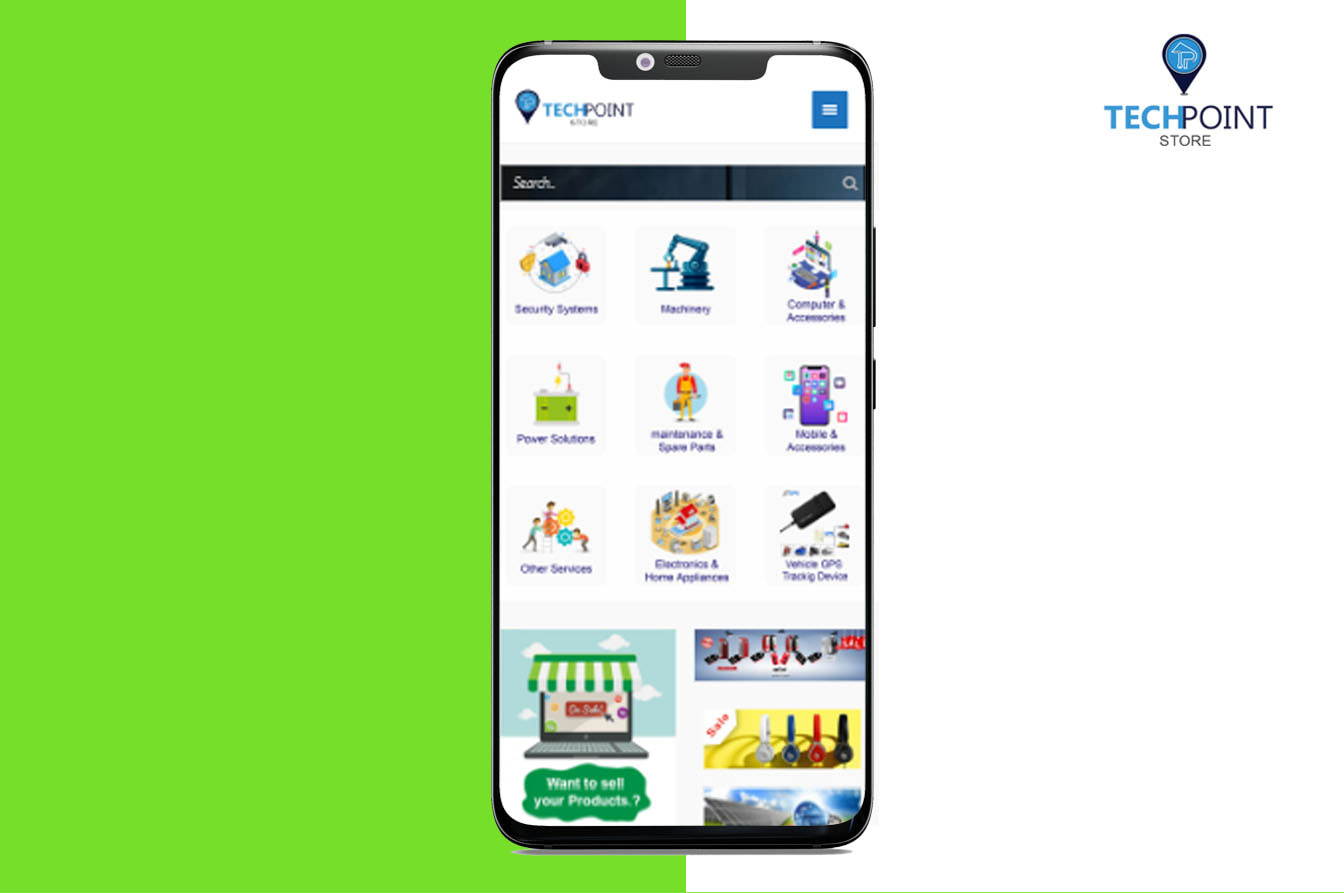 TECHPOINT
STORE
TECHPOINT
STORE
Search..
Security Systems
Machinery
Computer &
Accessories
Power Solutions
maintenance &
Spare Parts
Mobile &
Accessories
Other Services
Electronics &
Home Appliances
Vehicle GPS
Trackig Device
On Sale!
Want to sell
your Products.?
Sale